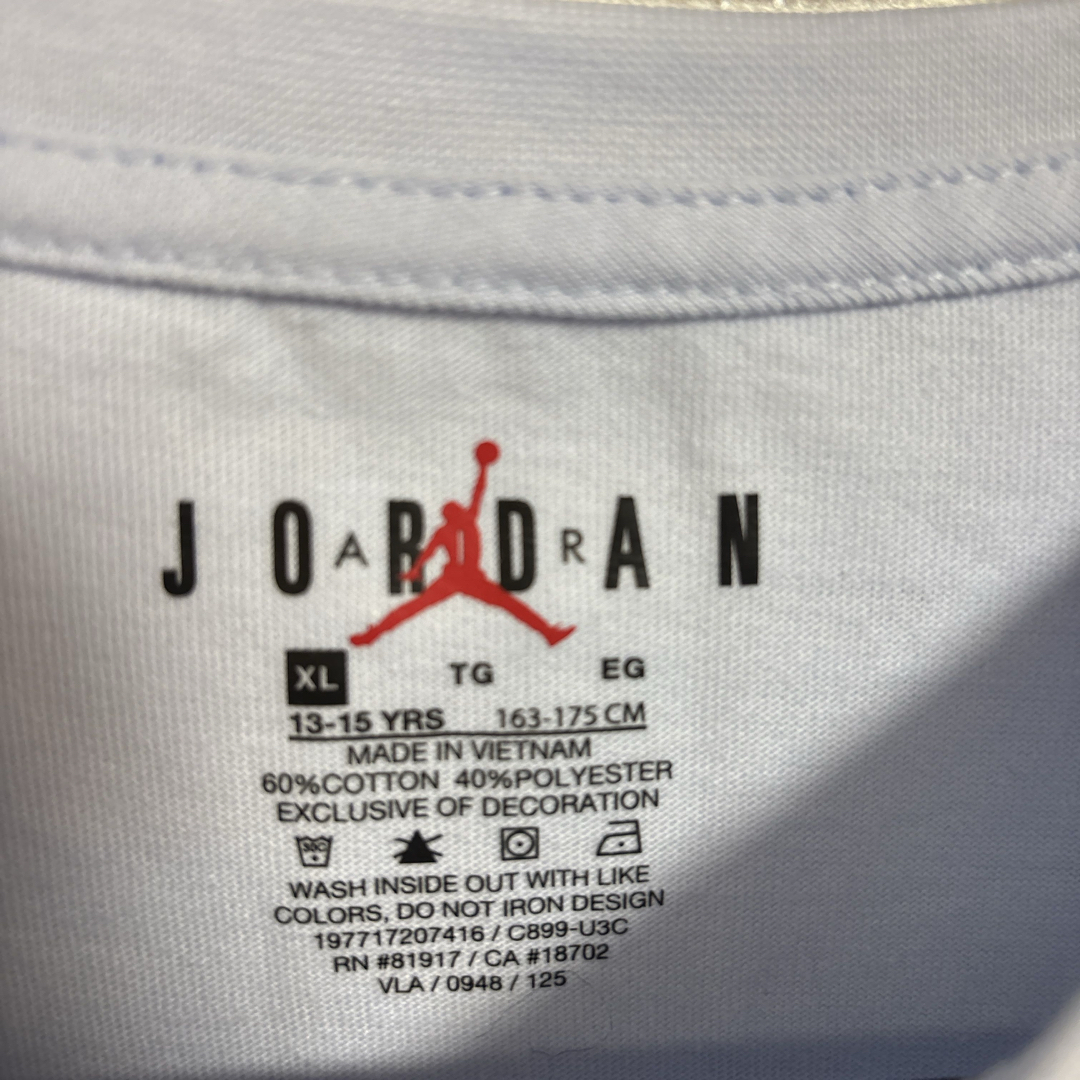 JORDAN
AIR
XL TG EG
13-15 YRS 163-175 CM
MADE IN VIETNAM
60%COTTON 40%POLYESTER
EXCLUSIVE OF DECORATION
WASH INSIDE OUT WITH LIKE
COLORS, DO NOT IRON DESIGN
197717207416 / C899-U3C
RN #81917 / CA #18702
VLA / 0948 / 125